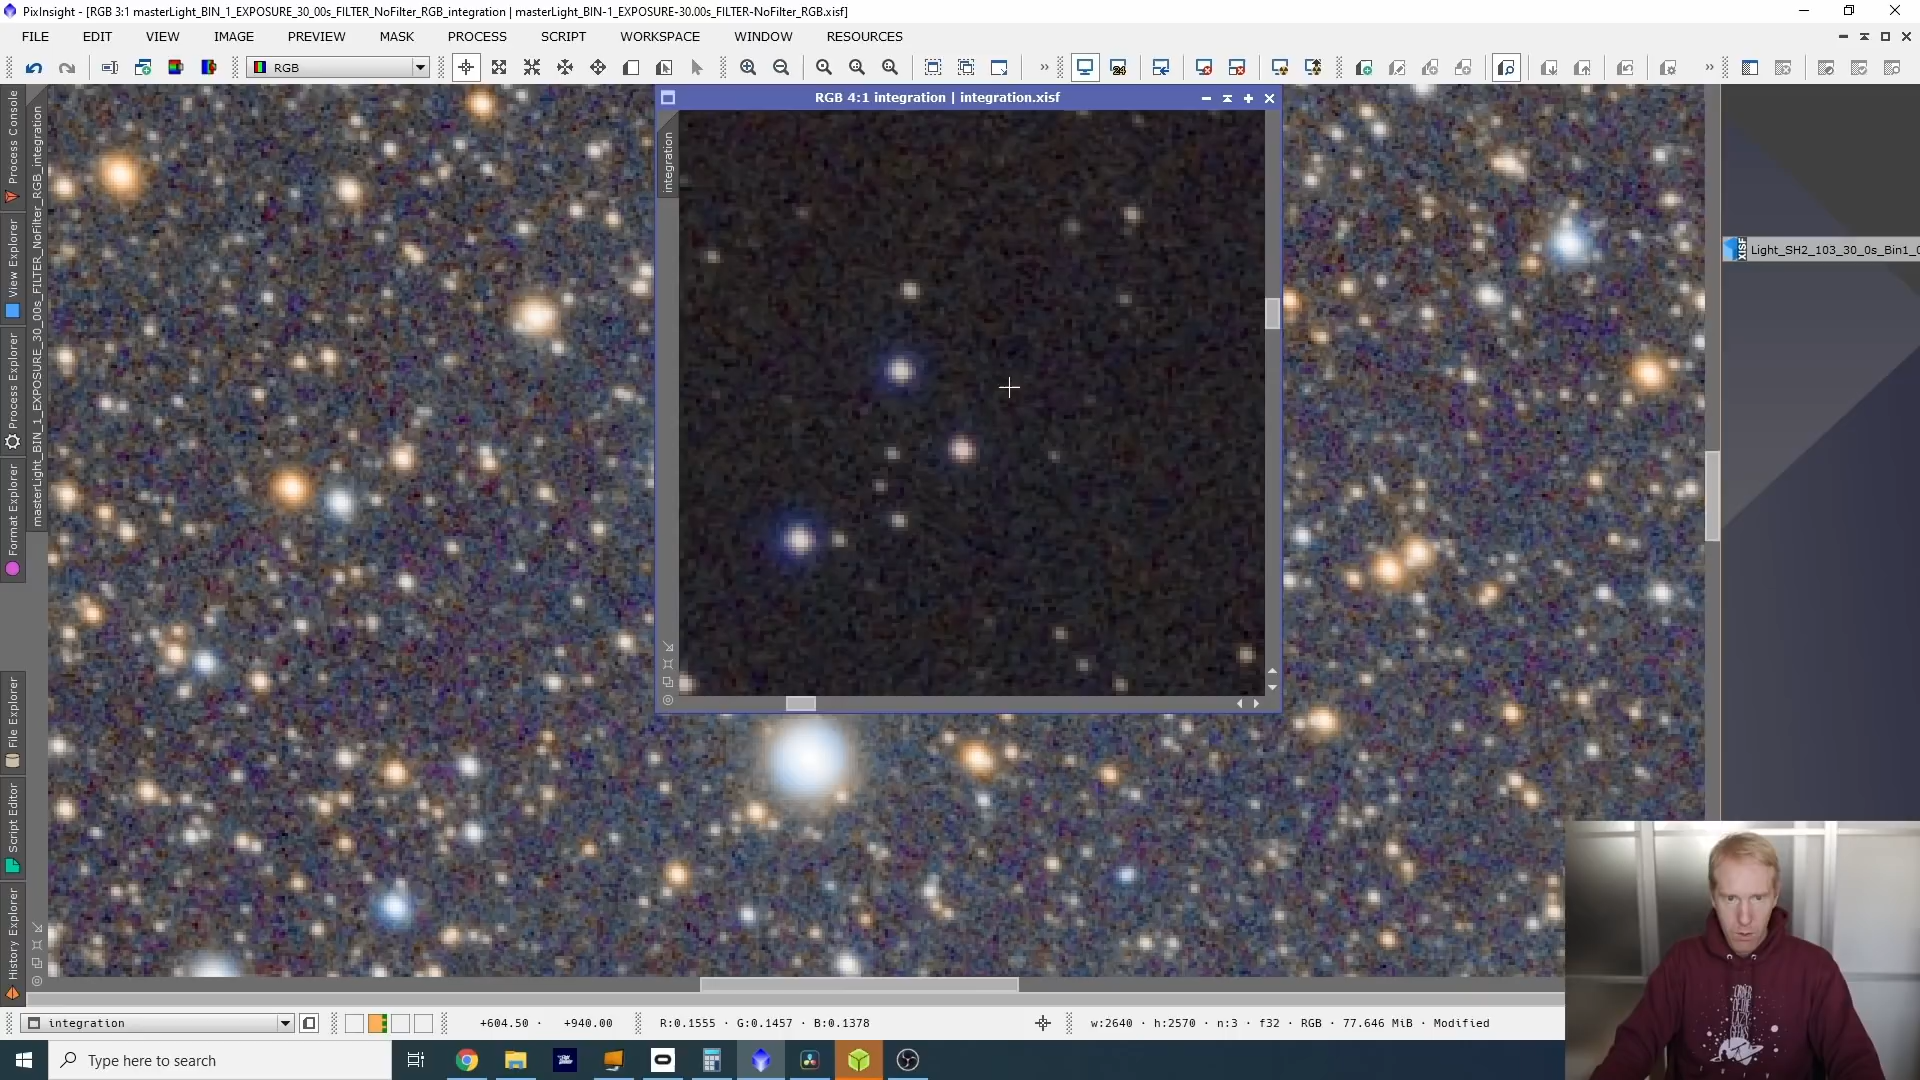 PixInsight - [RGB 3:1 masterLight_BIN_1_EXPOSURE_30_00s_FILTER_NoFilter_RGB_integration | masterLight_BIN-1_EXPOSURE-30.00s_FILTER-NoFilter_RGB.xisf]
FILE EDIT VIEW IMAGE PREVIEW MASK PROCESS SCRIPT WORKSPACE WINDOW RESOURCES
RGB
24
RGB 4:1 integration | integration.xisf
integration
Process Console
View Explorer
Process Explorer
Format Explorer
File Explorer
Script Editor
History Explorer
masterLight_BIN_1_EXPOSURE_30_00s_FILTER_NoFilter_RGB_integration
XISF
Light_SH2_103_30_0s_Bin1_0
integration
+604.50 · +940.00
R:0.1555 · G:0.1457 · B:0.1378
w:2640 · h:2570 · n:3 · f32 · RGB · 77.646 MiB · Modified
Type here to search